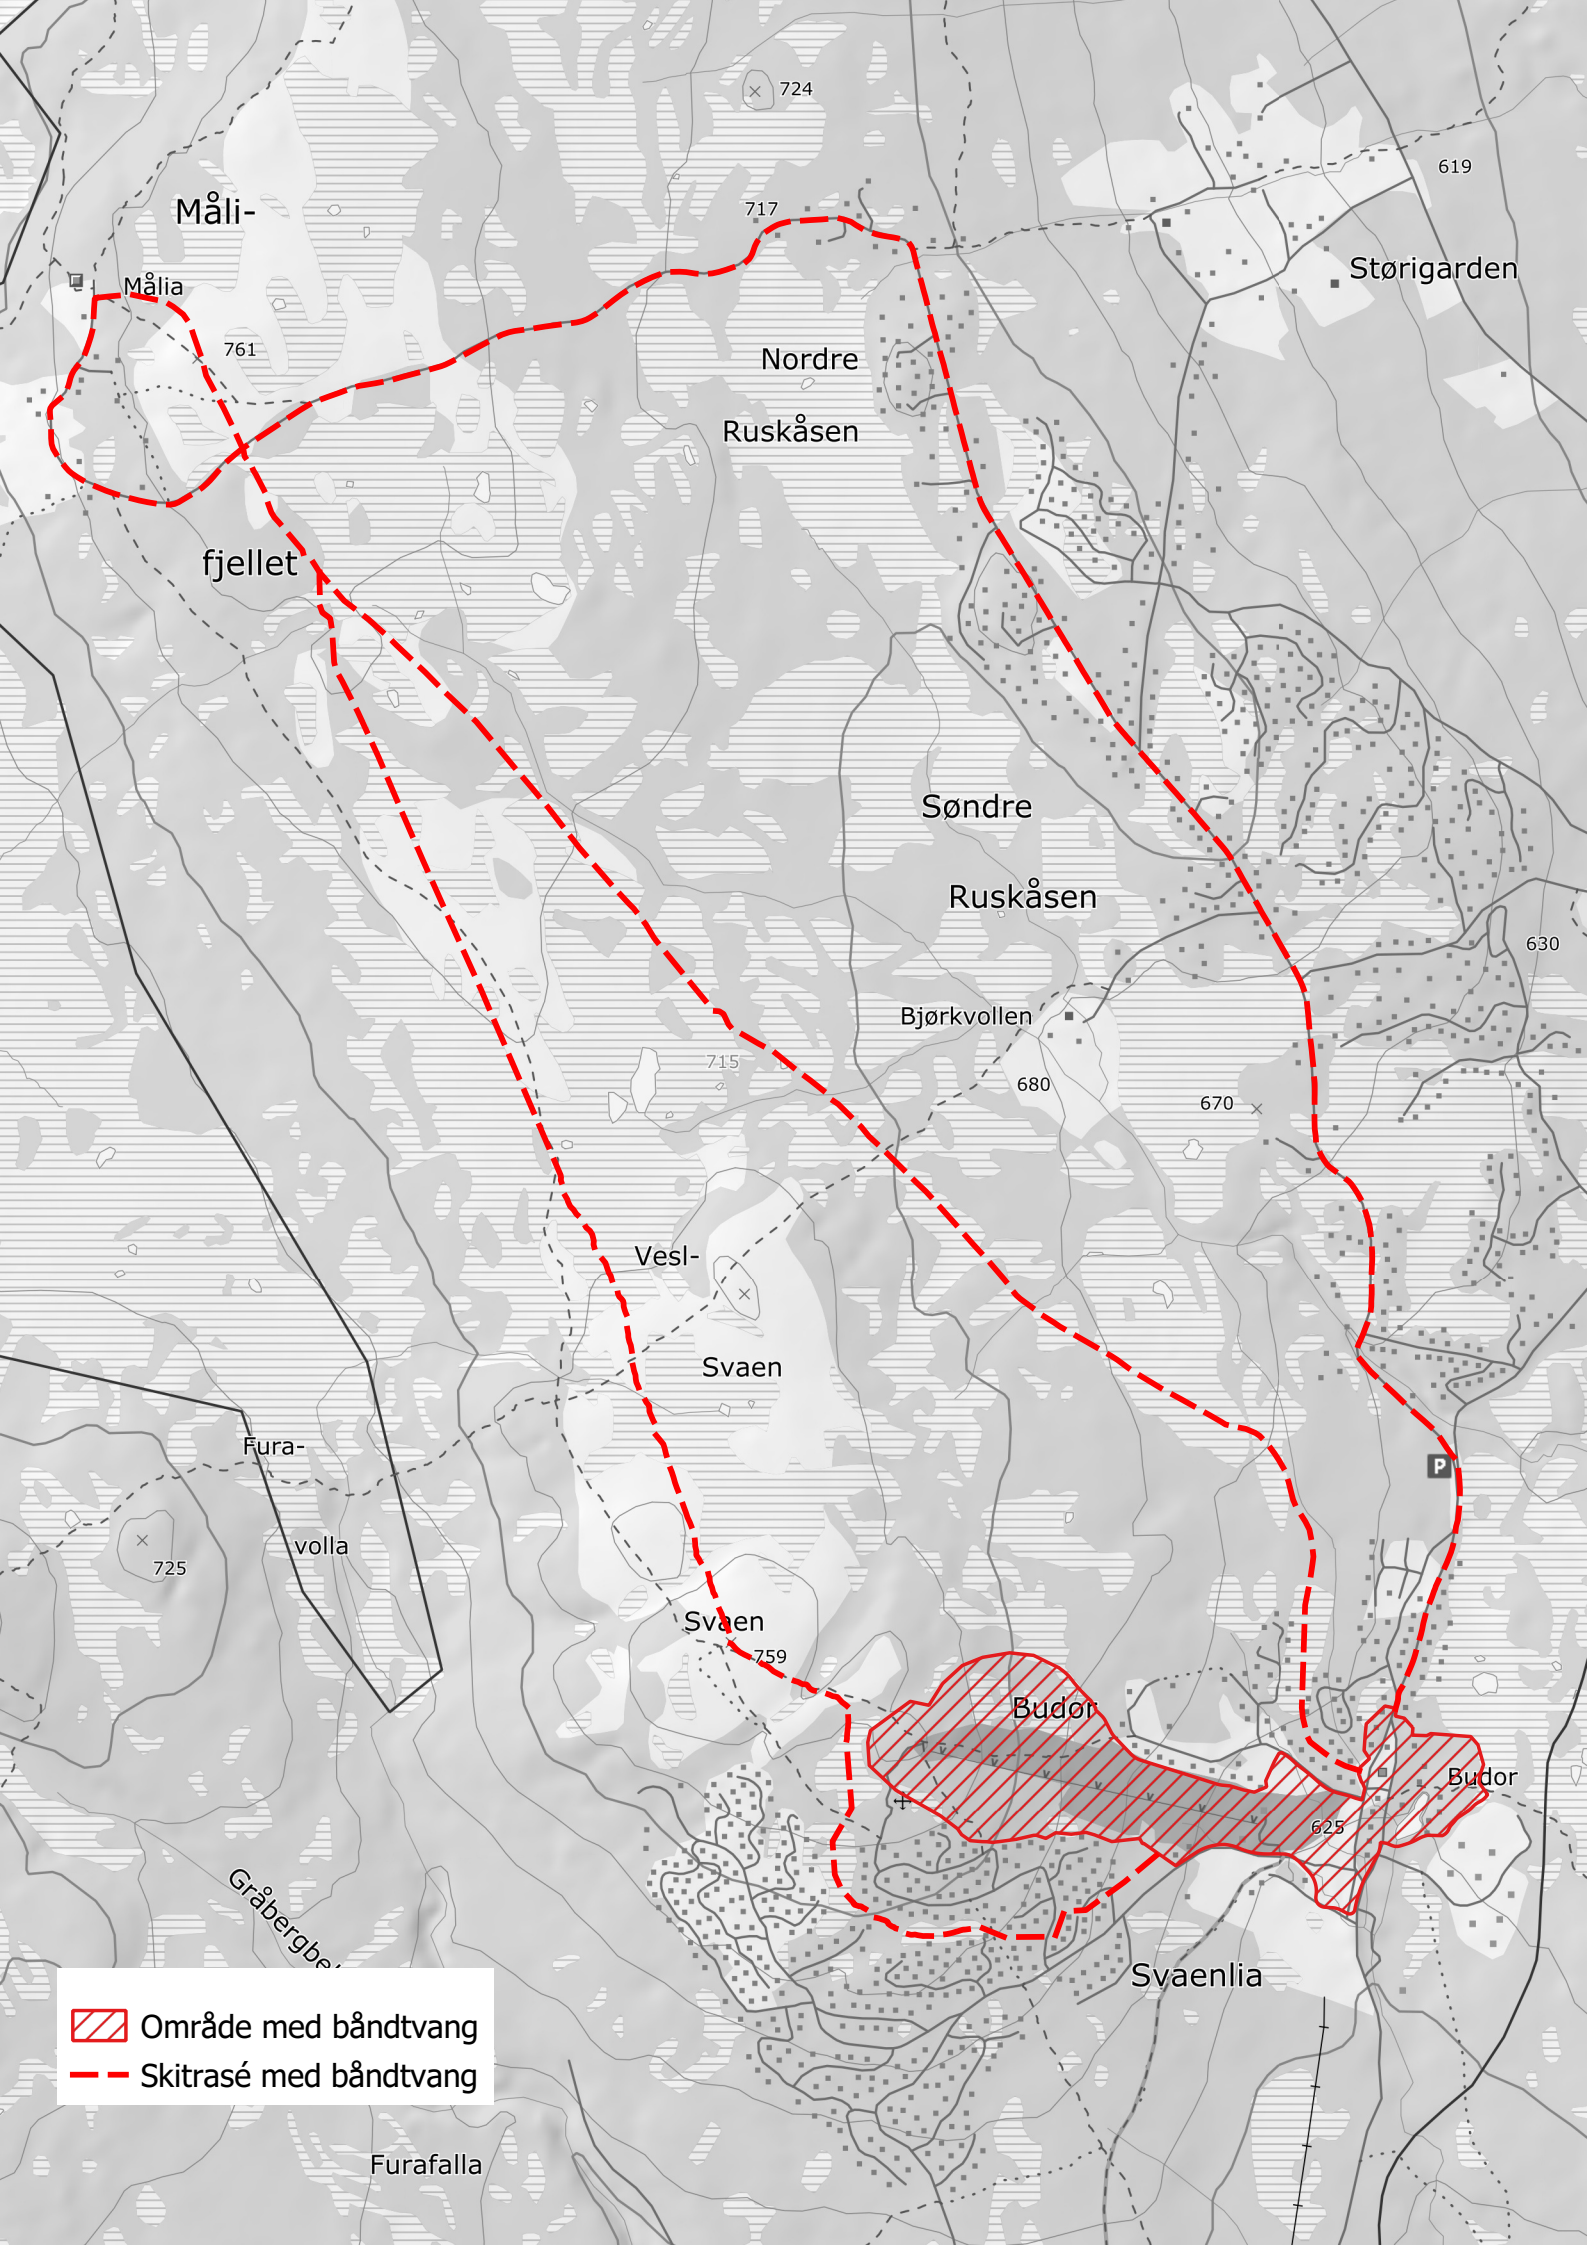 724
619
Måli-
717
Størigarden
Målia
761
Nordre
Ruskåsen
fjellet
Søndre
Ruskåsen
630
Bjørkvollen
715
680
670
Vesl-
Svaen
Fura-
P
volla
725
Svaen
759
Budor
Budor
625
Svaenlia
Område med båndtvang
Skitrasé med båndtvang
Furafalla